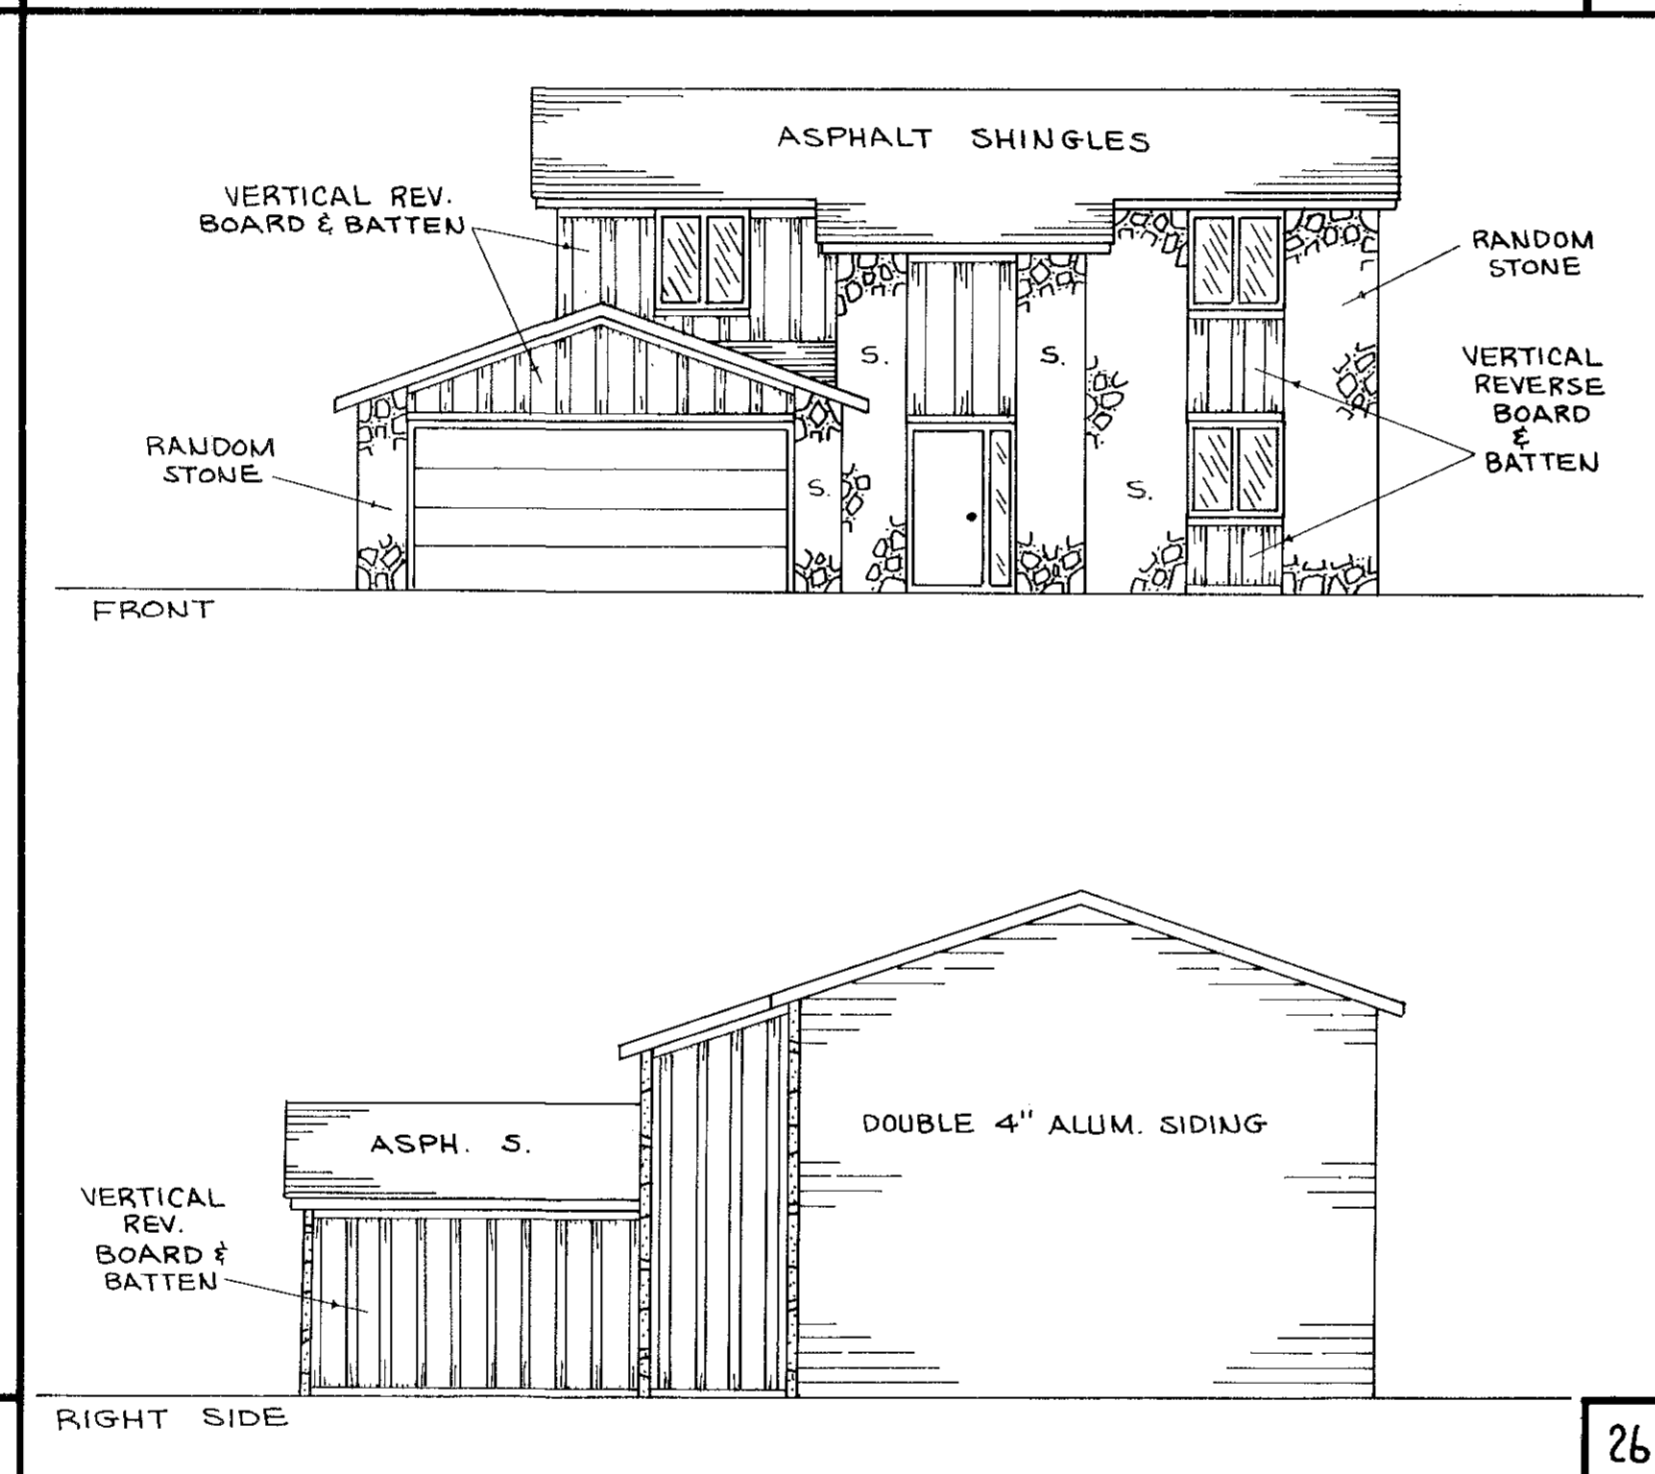 ASPHALT SHINGLES
VERTICAL REV.
BOARD & BATTEN
RANDOM
STONE
VERTICAL
REVERSE
BOARD
&
BATTEN
RANDOM
STONE
S.
S.
S.
S.
FRONT
DOUBLE 4" ALUM. SIDING
ASPH. S.
VERTICAL
REV.
BOARD &
BATTEN
RIGHT SIDE
26